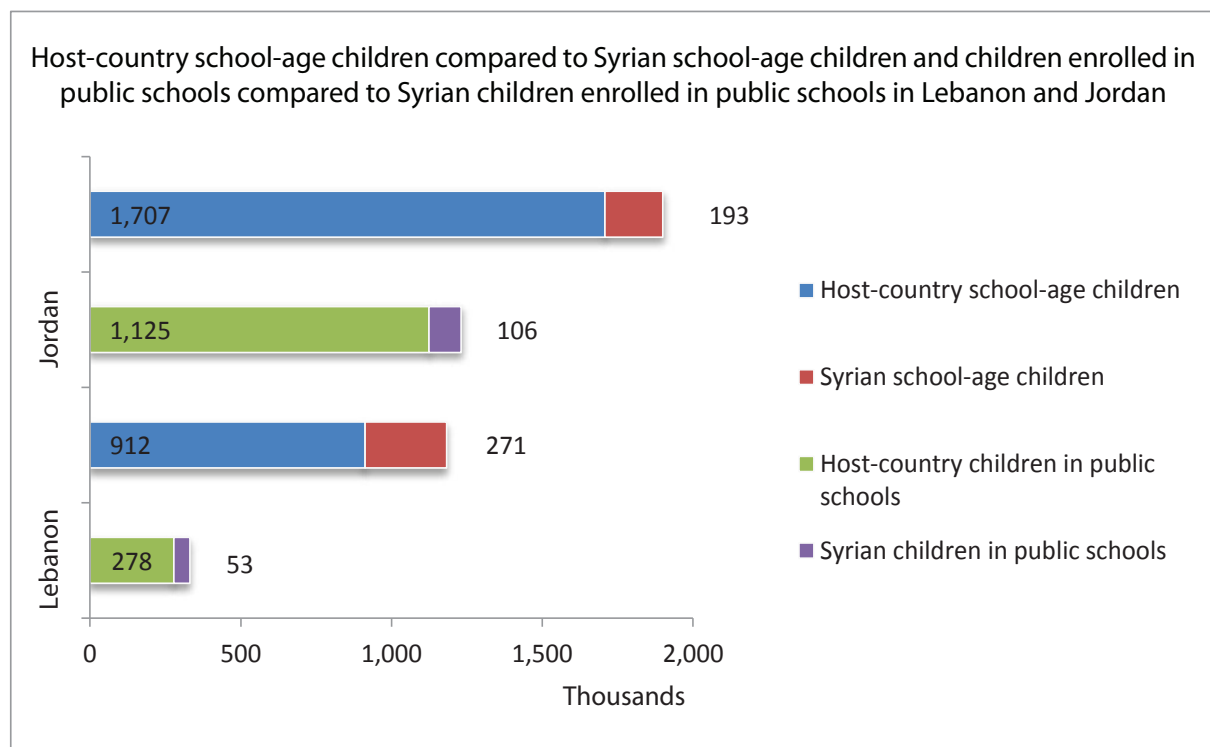 Host-country school-age children compared to Syrian school-age children and children enrolled in
public schools compared to Syrian children enrolled in public schools in Lebanon and Jordan
Jordan
1,707
193
1,125
106
Lebanon
912
271
278
53
0
500
1,000
1,500
2,000
Thousands
Host-country school-age children
Syrian school-age children
Host-country children in public
schools
Syrian children in public schools